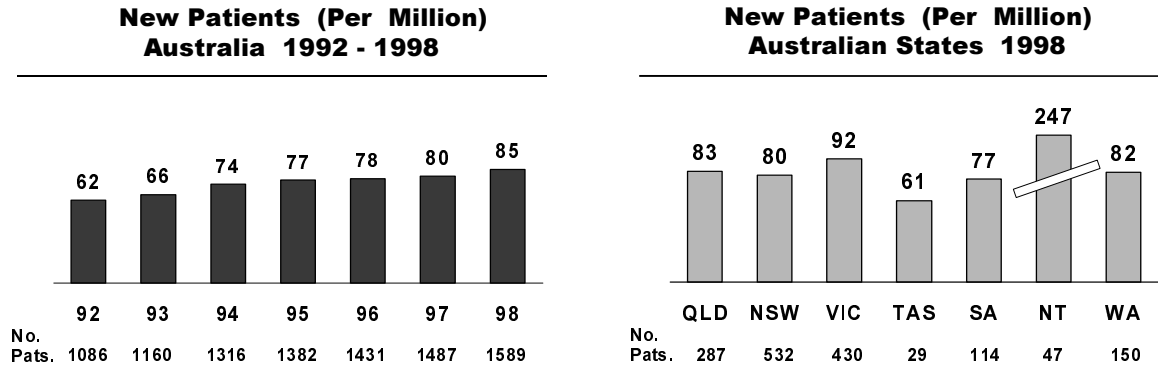 New Patients (Per Million)
Australia 1992 - 1998
62 66 74 77 78 80 85
92 93 94 95 96 97 98
No.
Pats. 1086 1160 1316 1382 1431 1487 1589
New Patients (Per Million)
Australian States 1998
83 80 92 61 77 247 82
QLD NSW VIC TAS SA NT WA
No.
Pats. 287 532 430 29 114 47 150